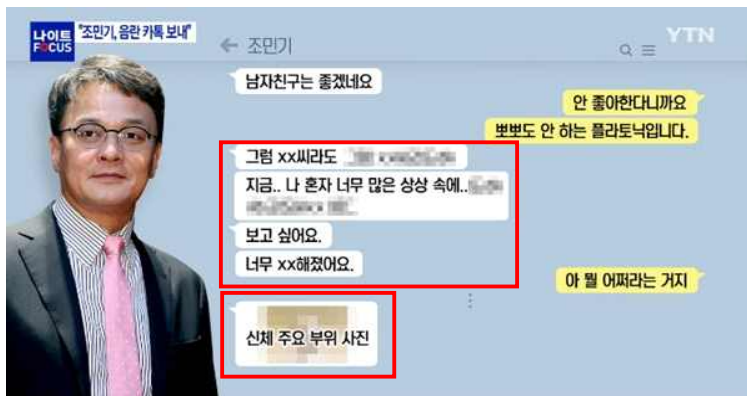 나이트
FOCUS
"조민기, 음란 카톡 보내"
YTN
← 조민기
남자친구는 좋겠네요
안 좋아한다니까요
뽀뽀도 안 하는 플라토닉입니다.
그럼 xx씨라도
지금.. 나 혼자 너무 많은 상상 속에..
보고 싶어요.
너무 xx해졌어요.
아 뭘 어쩌라는 거지
신체 주요 부위 사진